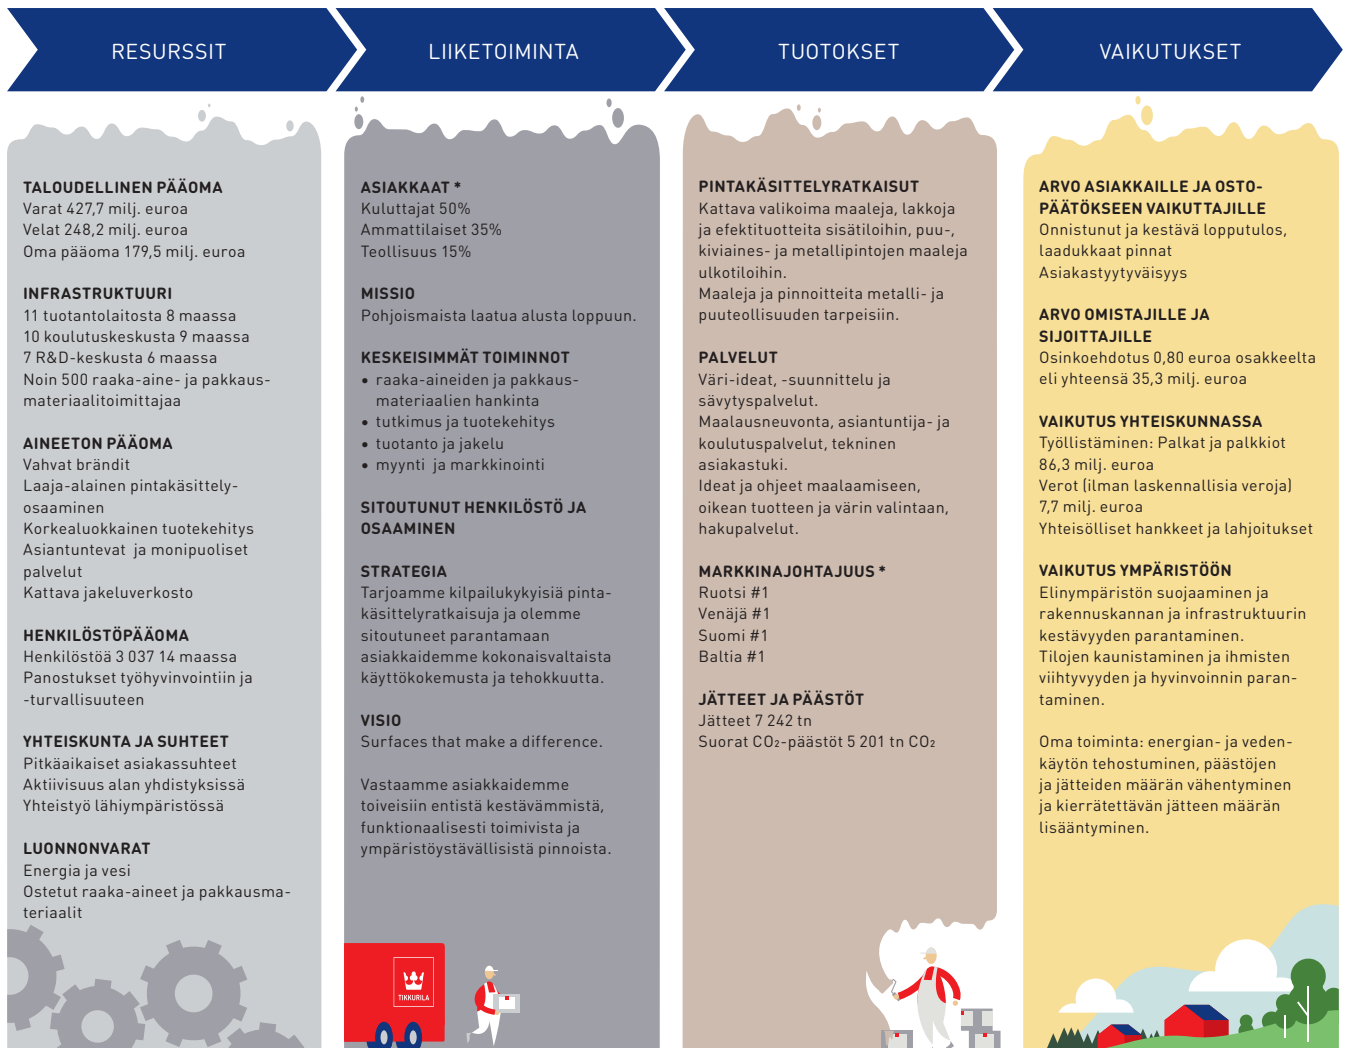 RESURSSIT
LIIKETOIMINTA
TUOTOKSET
VAIKUTUKSET
TALOUDELLINEN PÄÄOMA
Varat 427,7 milj. euroa
Velat 248,2 milj. euroa
Oma pääoma 179,5 milj. euroa
INFRASTRUKTUURI
11 tuotantolaitosta 8 maassa
10 koulutuskeskusta 9 maassa
7 R&D-keskusta 6 maassa
Noin 500 raaka-aine- ja pakkaus-
materiaalitoimittajaa
AINEETON PÄÄOMA
Vahvat brändit
Laaja-alainen pintakäsittely-
osaaminen
Korkealuokkainen tuotekehitys
Asiantuntevat ja monipuoliset
palvelut
Kattava jakeluverkosto
HENKILÖSTÖPÄÄOMA
Henkilöstöä 3 037 14 maassa
Panostukset työhyvinvointiin ja
-turvallisuuteen
YHTEISKUNTA JA SUHTEET
Pitkäaikaiset asiakassuhteet
Aktiivisuus alan yhdistyksissä
Yhteistyö lähiympäristössä
LUONNONVARAT
Energia ja vesi
Ostetut raaka-aineet ja pakkausma-
teriaalit
ASIAKKAAT *
Kuluttajat 50%
Ammattilaiset 35%
Teollisuus 15%
MISSIO
Pohjoismaista laatua alusta loppuun.
KESKEISIMMÄT TOIMINNOT
• raaka-aineiden ja pakkaus-
materiaalien hankinta
• tutkimus ja tuotekehitys
• tuotanto ja jakelu
• myynti ja markkinointi
SITOUTUNUT HENKILÖSTÖ JA
OSAAMINEN
STRATEGIA
Tarjoamme kilpailukykyisiä pinta-
käsittelyratkaisuja ja olemme
sitoutuneet parantamaan
asiakkaidemme kokonaisvaltaista
käyttökokemusta ja tehokkuutta.
VISIO
Surfaces that make a difference.
Vastaamme asiakkaidemme
toiveisiin entistä kestävämmistä,
funktionaalisesti toimivista ja
ympäristöystävällisistä pinnoista.
TIKKURILA
PINTAKÄSITTELYRATKAISUT
Kattava valikoima maaleja, lakkoja
ja efektituotteita sisätiloihin, puu-,
kiviaines- ja metallipintojen maaleja
ulkotiloihin.
Maaleja ja pinnoitteita metalli- ja
puuteollisuuden tarpeisiin.
PALVELUT
Väri-ideat, -suunnittelu ja
sävytyspalvelut.
Maalausneuvonta, asiantuntija- ja
koulutuspalvelut, tekninen
asiakastuki.
Ideat ja ohjeet maalaamiseen,
oikean tuotteen ja värin valintaan,
hakupalvelut.
MARKKINAJOHTAJUUS *
Ruotsi #1
Venäjä #1
Suomi #1
Baltia #1
JÄTTEET JA PÄÄSTÖT
Jätteet 7 242 tn
Suorat CO₂-päästöt 5 201 tn CO₂
ARVO ASIAKKAILLE JA OSTO-
PÄÄTÖKSEEN VAIKUTTAJILLE
Onnistunut ja kestävä lopputulos,
laadukkaat pinnat
Asiakastyytyväisyys
ARVO OMISTAJILLE JA
SIJOITTAJILLE
Osinkoehdotus 0,80 euroa osakkeelta
eli yhteensä 35,3 milj. euroa
VAIKUTUS YHTEISKUNNASSA
Työllistäminen: Palkat ja palkkiot
86,3 milj. euroa
Verot (ilman laskennallisia veroja)
7,7 milj. euroa
Yhteisölliset hankkeet ja lahjoitukset
VAIKUTUS YMPÄRISTÖÖN
Elinympäristön suojaaminen ja
rakennuskannan ja infrastruktuurin
kestävyyden parantaminen.
Tilojen kaunistaminen ja ihmisten
viihtyvyyden ja hyvinvoinnin paran-
taminen.
Oma toiminta: energian- ja veden-
käytön tehostuminen, päästöjen
ja jätteiden määrän vähentyminen
ja kierrätettävän jätteen määrän
lisääntyminen.